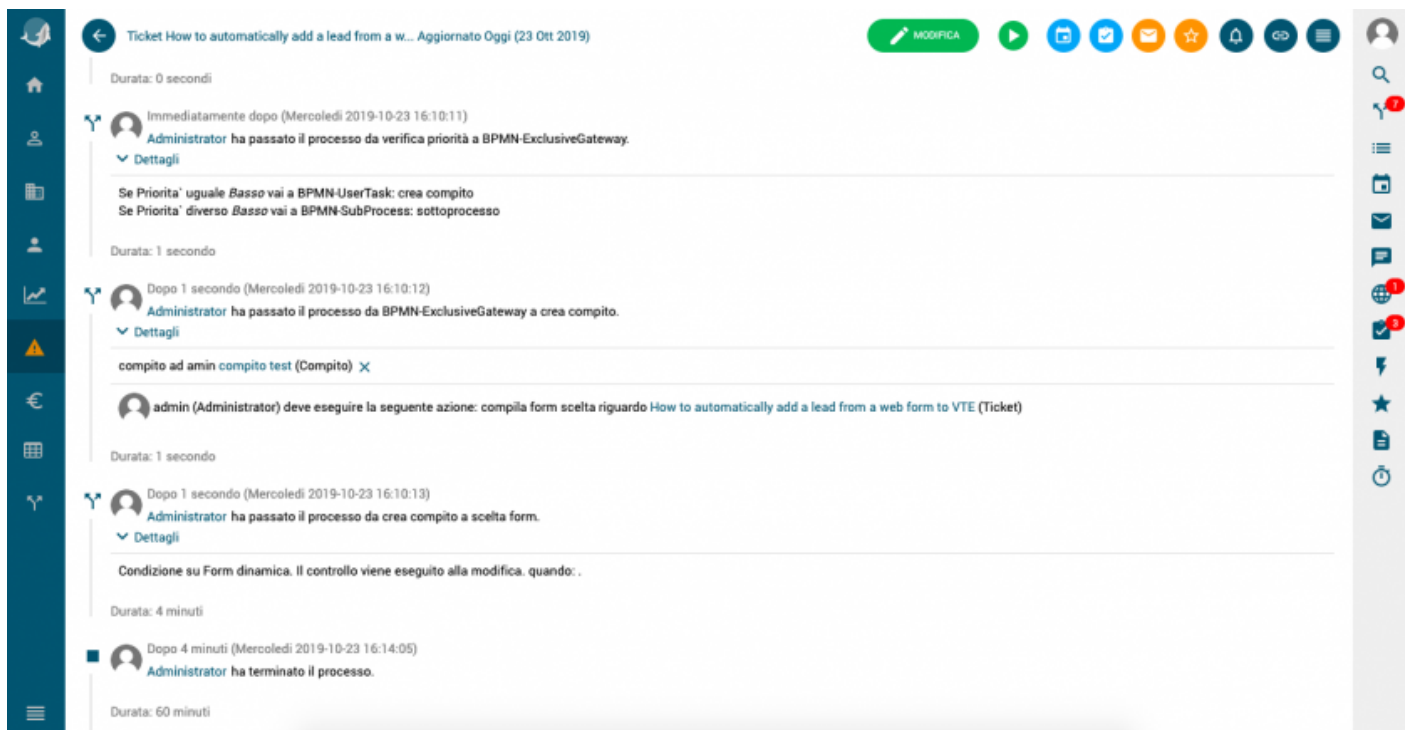 Ticket How to automatically add a lead from a w... Aggiornato Oggi (23 Ott 2019)
MODIFICA
Durata: 0 secondi
Immediatamente dopo (Mercoledi 2019-10-23 16:10:11)
Administrator ha passato il processo da verifica priorità a BPMN-ExclusiveGateway.
Dettagli
Se Priorita` uguale Basso vai a BPMN-UserTask: crea compito
Se Priorita` diverso Basso vai a BPMN-SubProcess: sottoprocesso
Durata: 1 secondo
Dopo 1 secondo (Mercoledi 2019-10-23 16:10:12)
Administrator ha passato il processo da BPMN-ExclusiveGateway a crea compito.
Dettagli
compito ad amin compito test (Compito)
admin (Administrator) deve eseguire la seguente azione: compila form scelta riguardo How to automatically add a lead from a web form to VTE (Ticket)
Durata: 1 secondo
Dopo 1 secondo (Mercoledi 2019-10-23 16:10:13)
Administrator ha passato il processo da crea compito a scelta form.
Dettagli
Condizione su Form dinamica. Il controllo viene eseguito alla modifica. quando: .
Durata: 4 minuti
Dopo 4 minuti (Mercoledi 2019-10-23 16:14:05)
Administrator ha terminato il processo.
Durata: 60 minuti
7
1
3